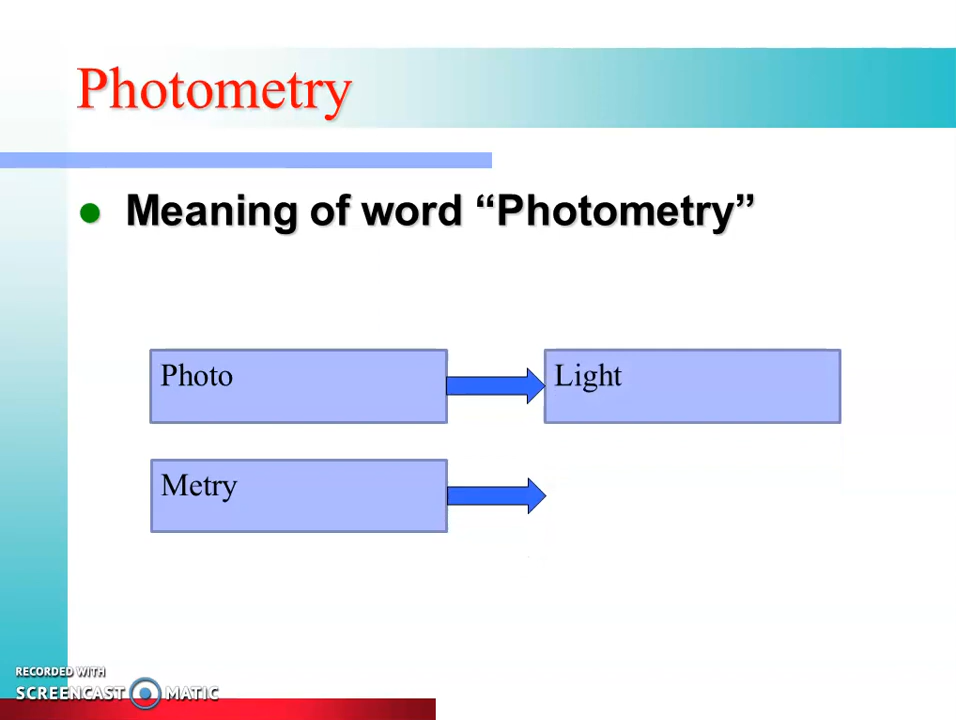 Photometry
Meaning of word “Photometry”
Photo
Light
Metry
RECORDED WITH
SCREENCAST MATIC